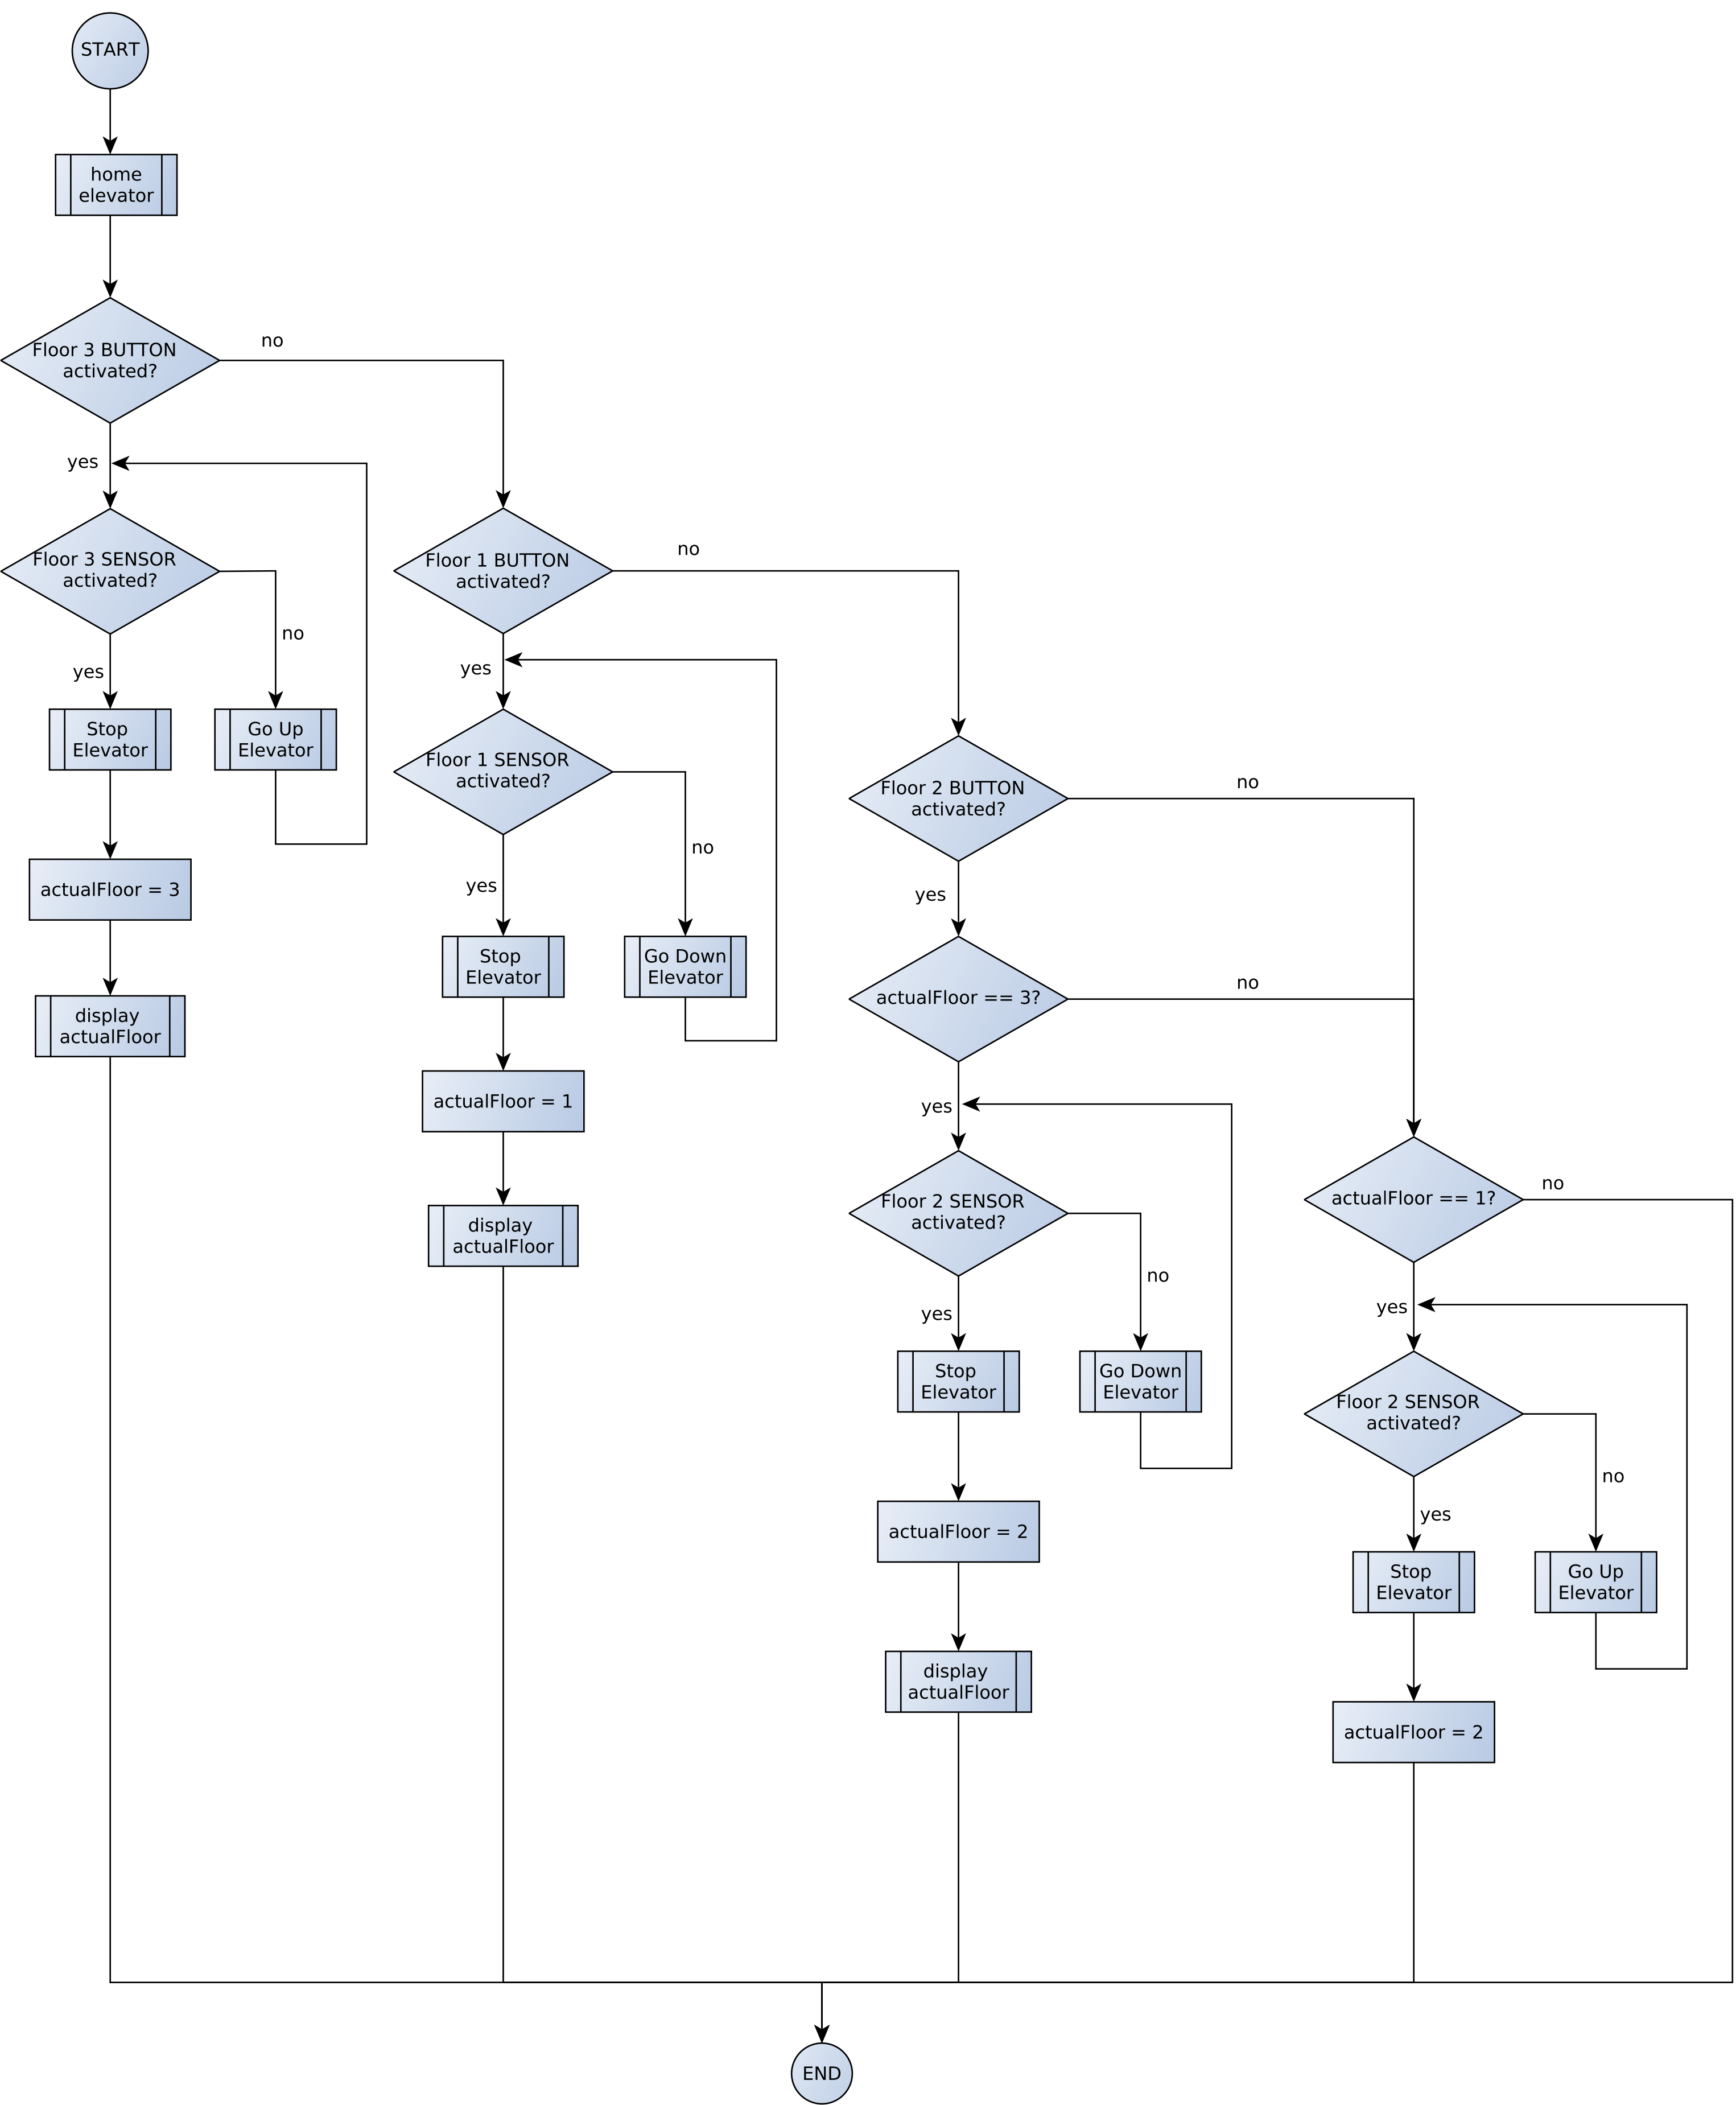 START
home
elevator
Floor 3 BUTTON
activated?
no
yes
Floor 3 SENSOR
activated?
no
yes
Stop
Elevator
Go Up
Elevator
actualFloor = 3
display
actualFloor
Floor 1 BUTTON
activated?
no
yes
Floor 1 SENSOR
activated?
no
yes
Stop
Elevator
Go Down
Elevator
actualFloor = 1
display
actualFloor
Floor 2 BUTTON
activated?
no
yes
actualFloor == 3?
no
yes
Floor 2 SENSOR
activated?
no
yes
Stop
Elevator
Go Down
Elevator
actualFloor = 2
display
actualFloor
actualFloor == 1?
no
yes
Floor 2 SENSOR
activated?
no
yes
Stop
Elevator
Go Up
Elevator
actualFloor = 2
END